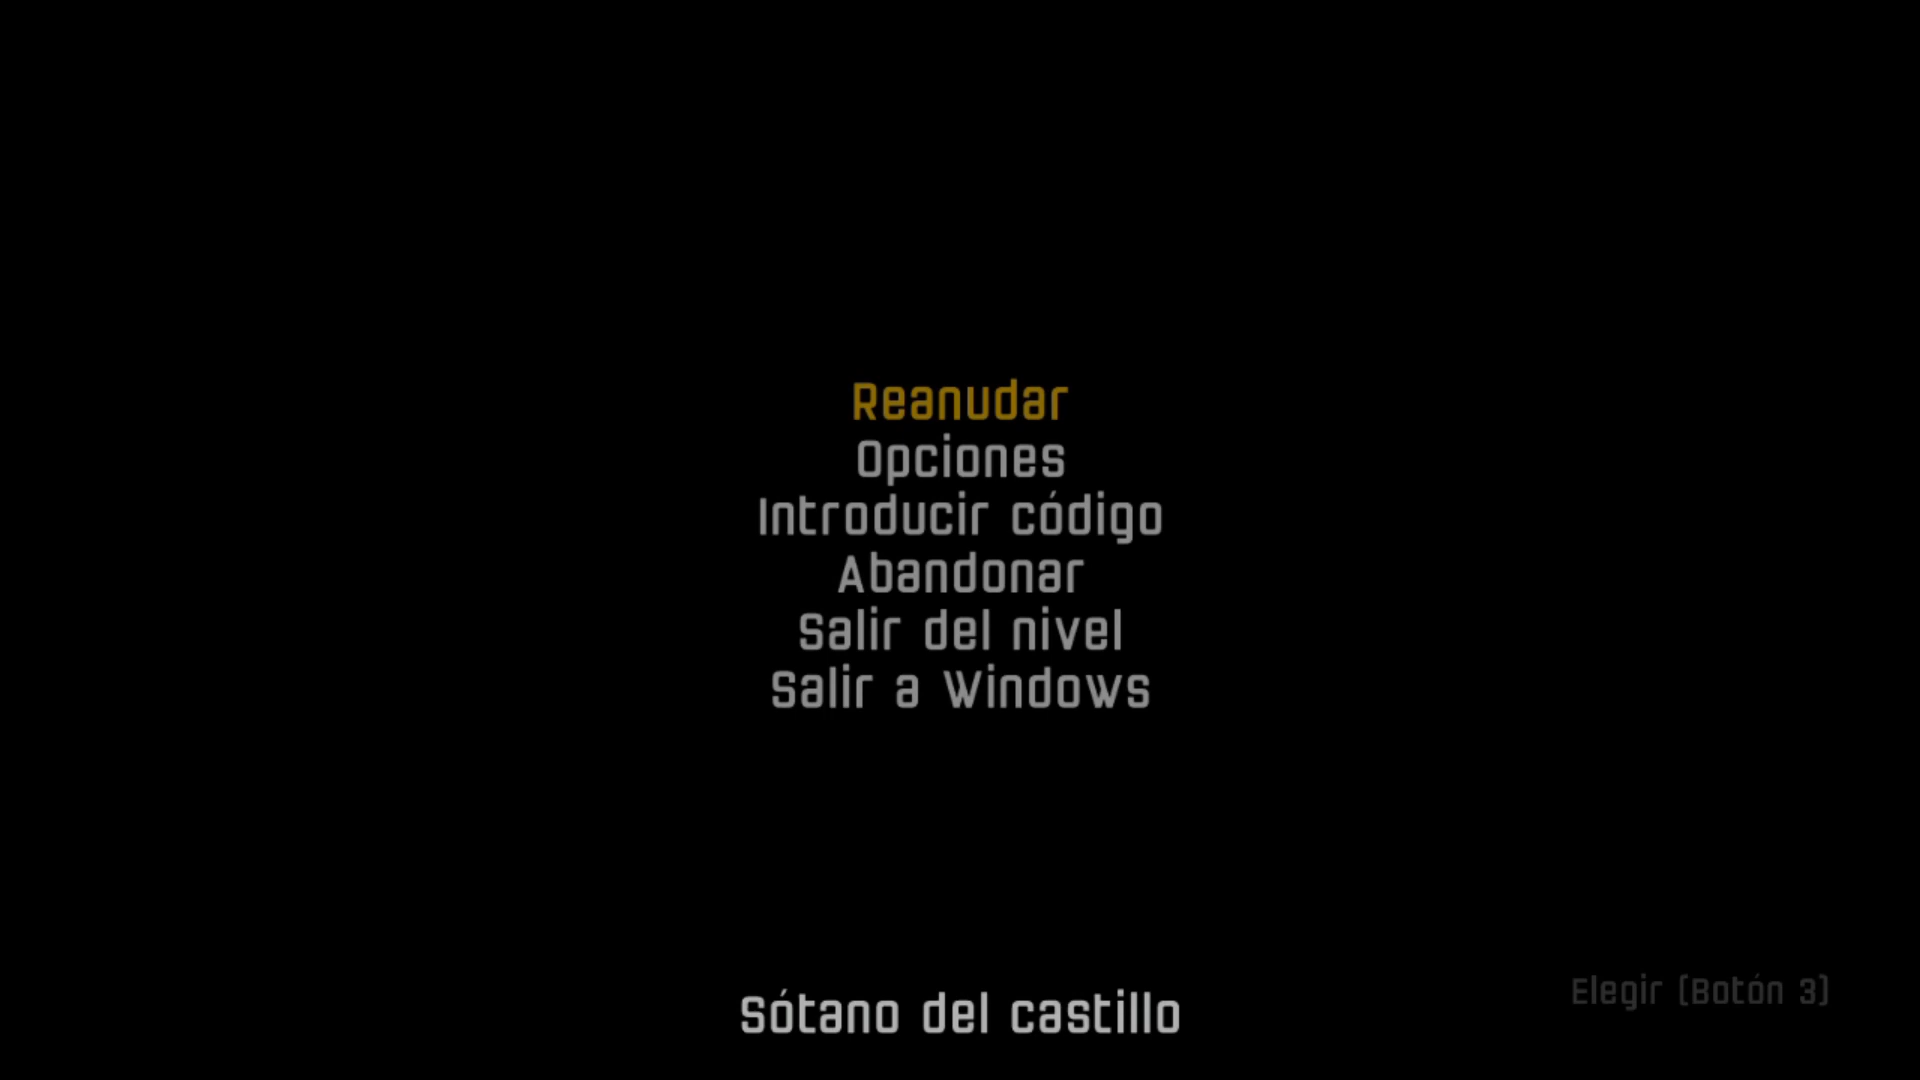 Reanudar
Opciones
Introducir código
Abandonar
Salir del nivel
Salir a Windows
Elegir (Botón 3)
Sótano del castillo